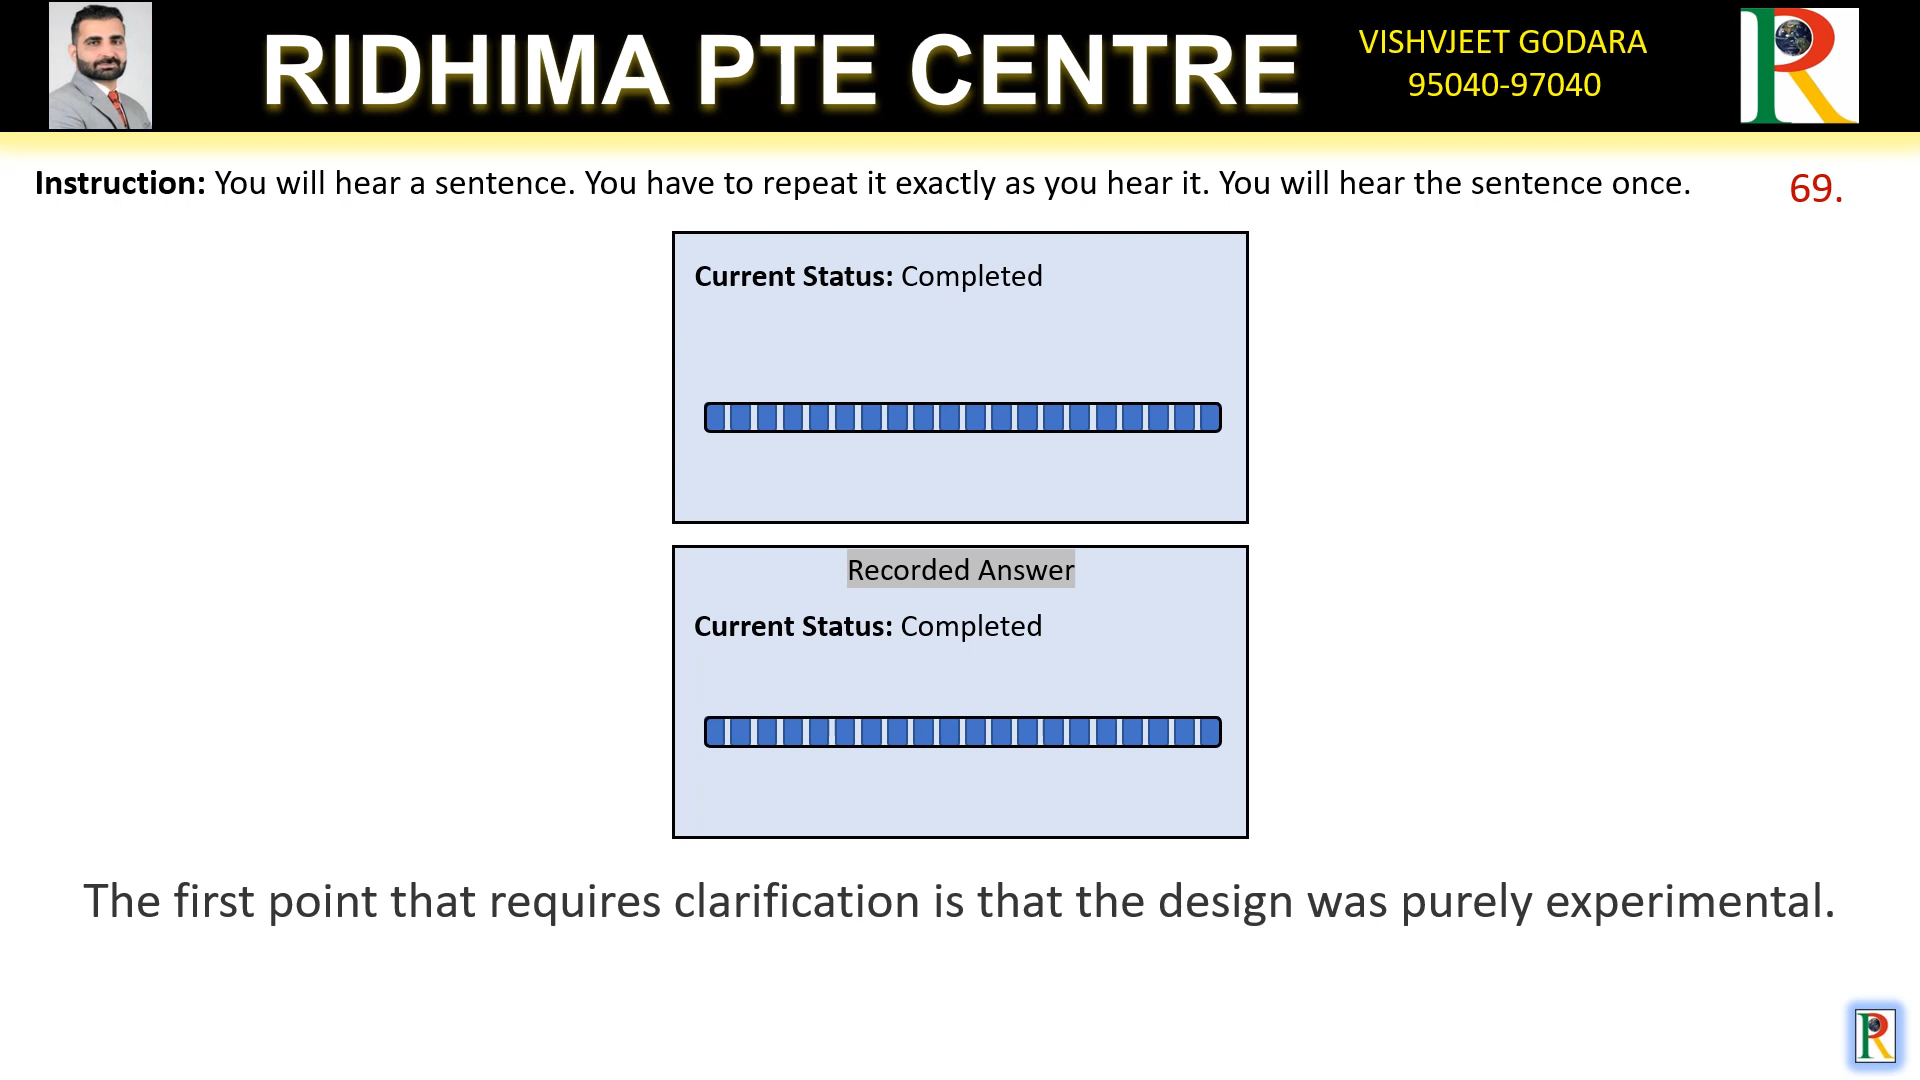 RIDHIMA PTE CENTRE
VISHVJEET GODARA
95040-97040
Instruction: You will hear a sentence. You have to repeat it exactly as you hear it. You will hear the sentence once.
69.
Current Status: Completed
Recorded Answer
Current Status: Completed
The first point that requires clarification is that the design was purely experimental.